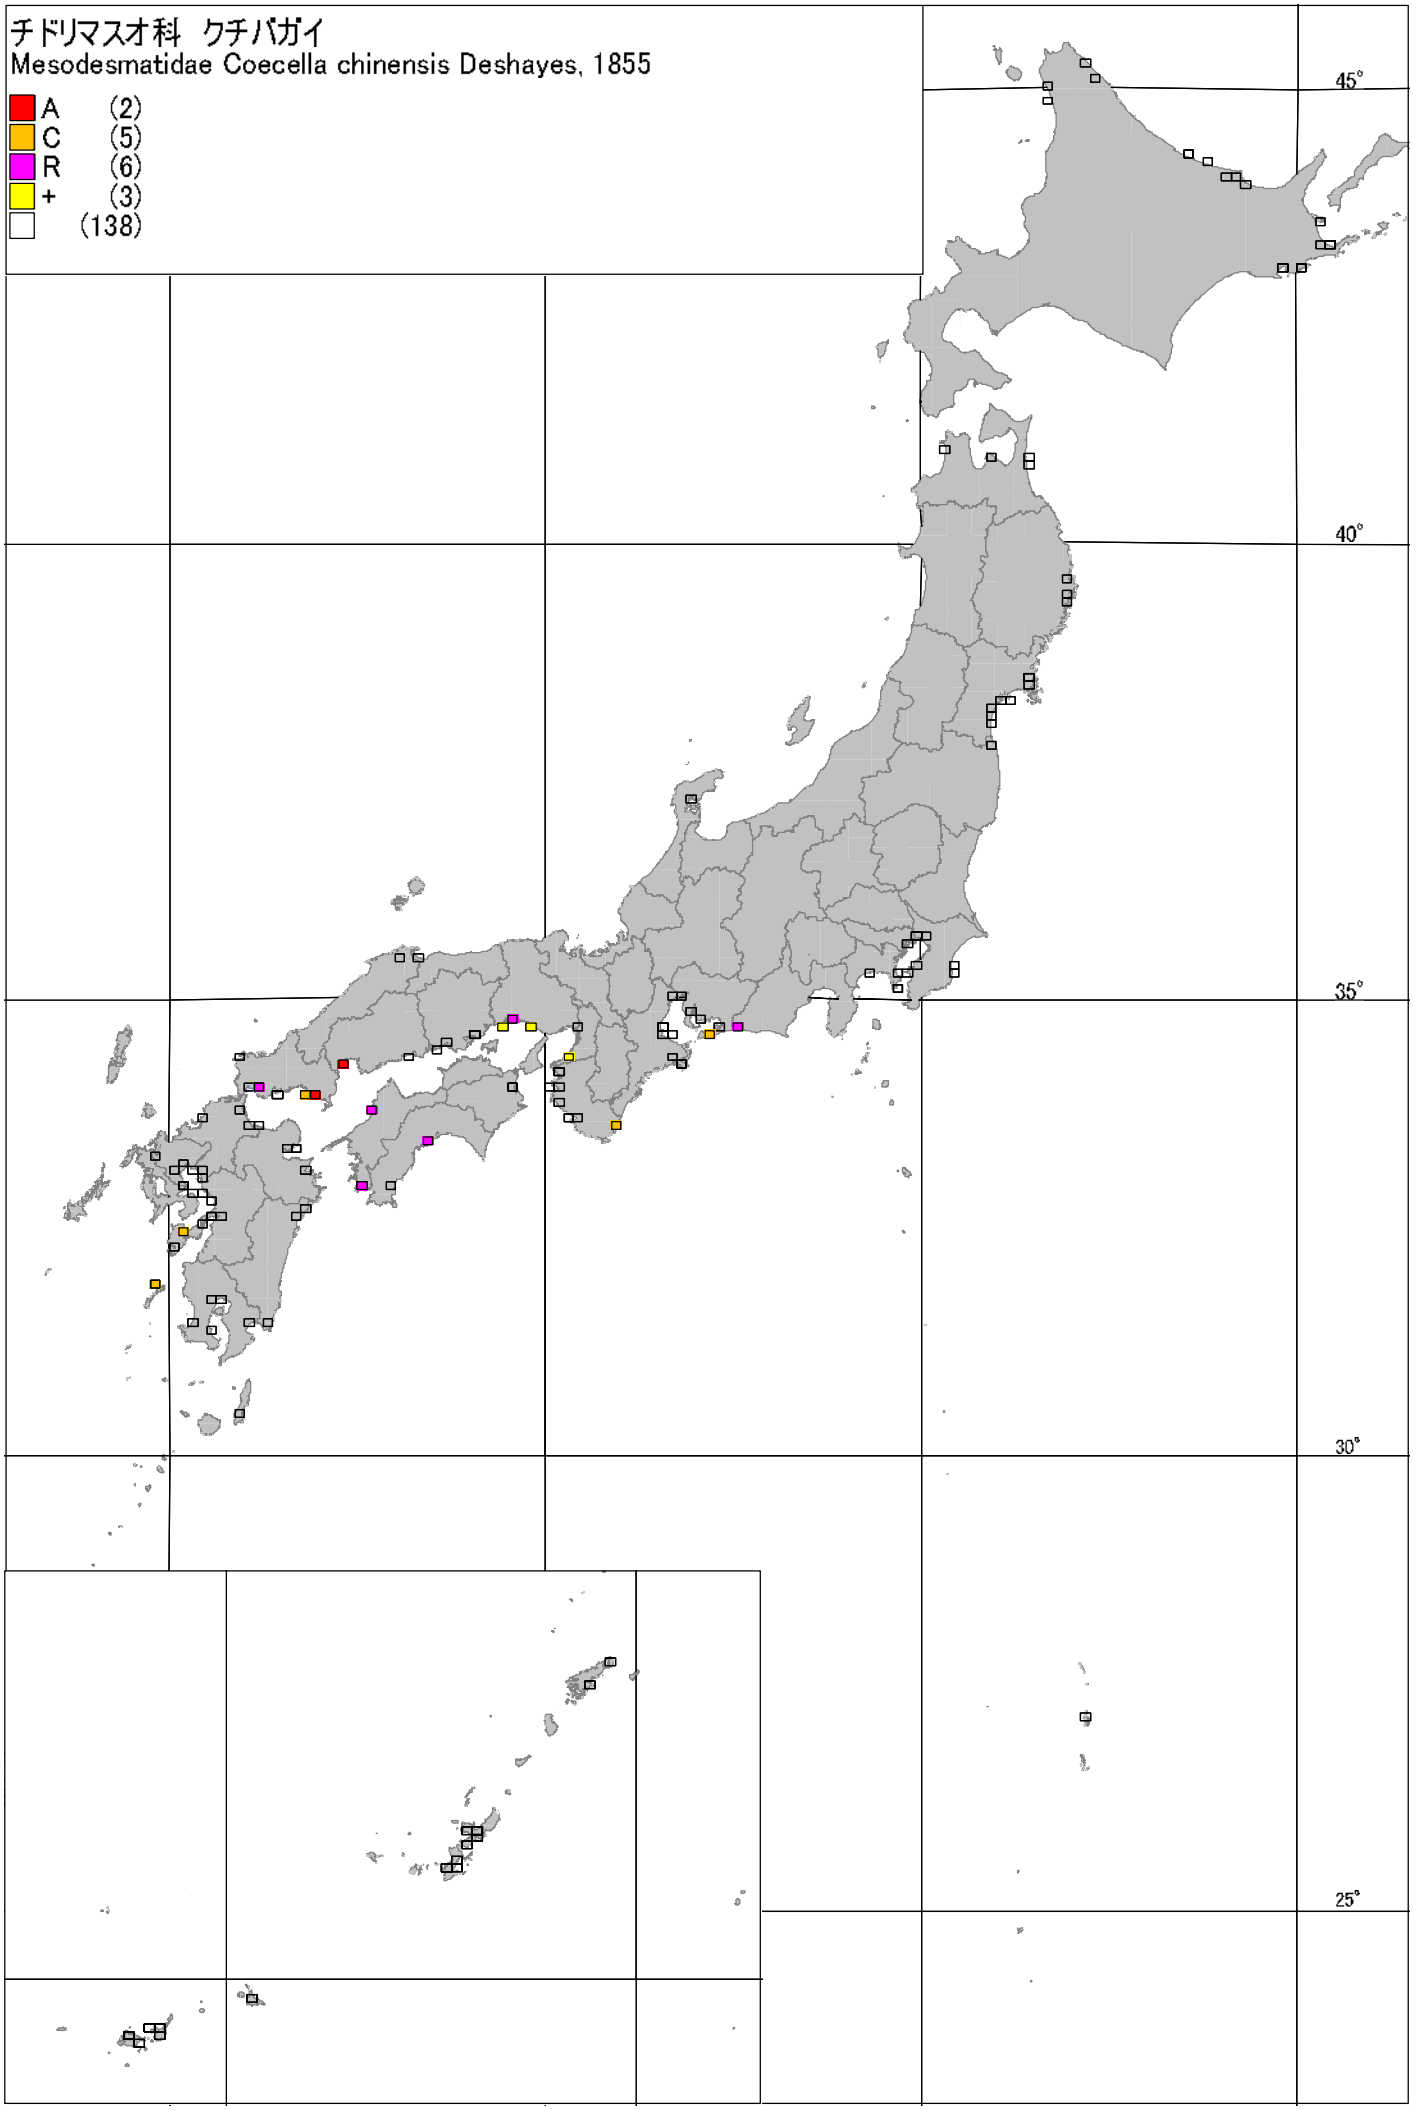 チドリマスオ科　クチバガイ
Mesodesmatidae Coecella chinensis Deshayes, 1855
A (2)
C (5)
R (6)
+ (3)
(138)
45°
40°
35°
30°
25°